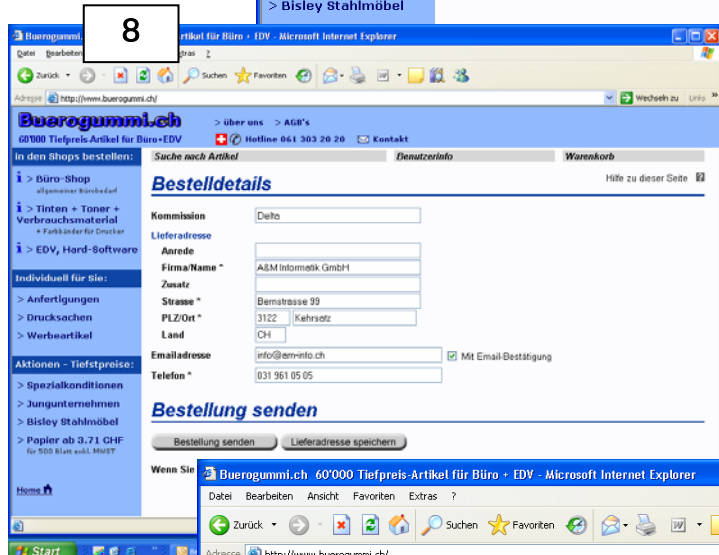 > Bisley Stahlmöbel
8
Buerogummi. rtikel für Büro + EDV - Microsoft Internet Explorer
Datei Bearbeiten tras ?
Zurück Suchen Favoriten
Adresse http://www.buerogummi.ch/ Wechseln zu Links »
Buerogummi.ch > über uns > AGB's
60'000 Tiefpreis-Artikel für Büro+EDV Hotline 061 303 20 20 Kontakt
in den Shops bestellen: Suche nach Artikel Benutzerinfo Warenkorb
i > Büro-Shop
allgemeiner Bürobedarf
Bestelldetails Hilfe zu dieser Seite
i > Tinten + Toner +
Verbrauchsmaterial
+ Farbbänder für Drucker
i > EDV, Hard-Software
Kommission Delta
Lieferadresse
Anrede
Firma/Name * A&M Informatik GmbH
Zusatz
Strasse * Bernstrasse 99
PLZ/Ort * 3122 Kehrsatz
Land CH
Emailadresse info@am-info.ch Mit Email-Bestätigung
Telefon * 031 961 05 05
Individuell für Sie:
> Anfertigungen
> Drucksachen
> Werbeartikel
Aktionen - Tiefstpreise:
> Spezialkonditionen
> Jungunternehmen
> Bisley Stahlmöbel
> Papier ab 3.71 CHF
für 500 Blatt exkl. MWST
Home
Bestellung senden
Bestellung senden Lieferadresse speichern
Wenn Sie
Buerogummi.ch 60'000 Tiefpreis-Artikel für Büro + EDV - Microsoft Internet Explorer
Datei Bearbeiten Ansicht Favoriten Extras ?
Zurück Suchen Favoriten
Adresse http://www.buerogummi.ch/
Start